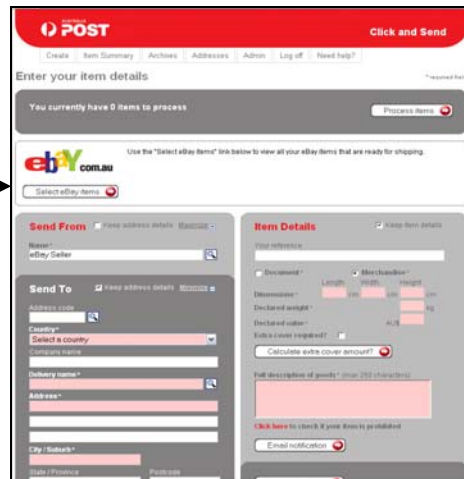 AUSTRALIA
POST
Click and Send
Create Item Summary Archives Addresses Admin Log off Need help?
Enter your item details
* required field
You currently have 0 items to process
Process items
ebay.com.au
Use the "Select eBay items" link below to view all your eBay items that are ready for shipping.
Select eBay items
Send From Keep address details Maximize
Name*
eBay Seller
Send To Keep address details Minimize
Address code
Country*
Select a country
Company name
Delivery name*
Address*
City / Suburb*
State / Province Postcode
Item Details Keep item details
Your reference
Document* Merchandise*
Length Width Height
Dimensions* cm cm cm
Declared weight* kg
Declared value* AU$
Extra cover required?
Calculate extra cover amount?
Full description of goods* (max 250 characters)
Click here to check if your item is prohibited
Email notification